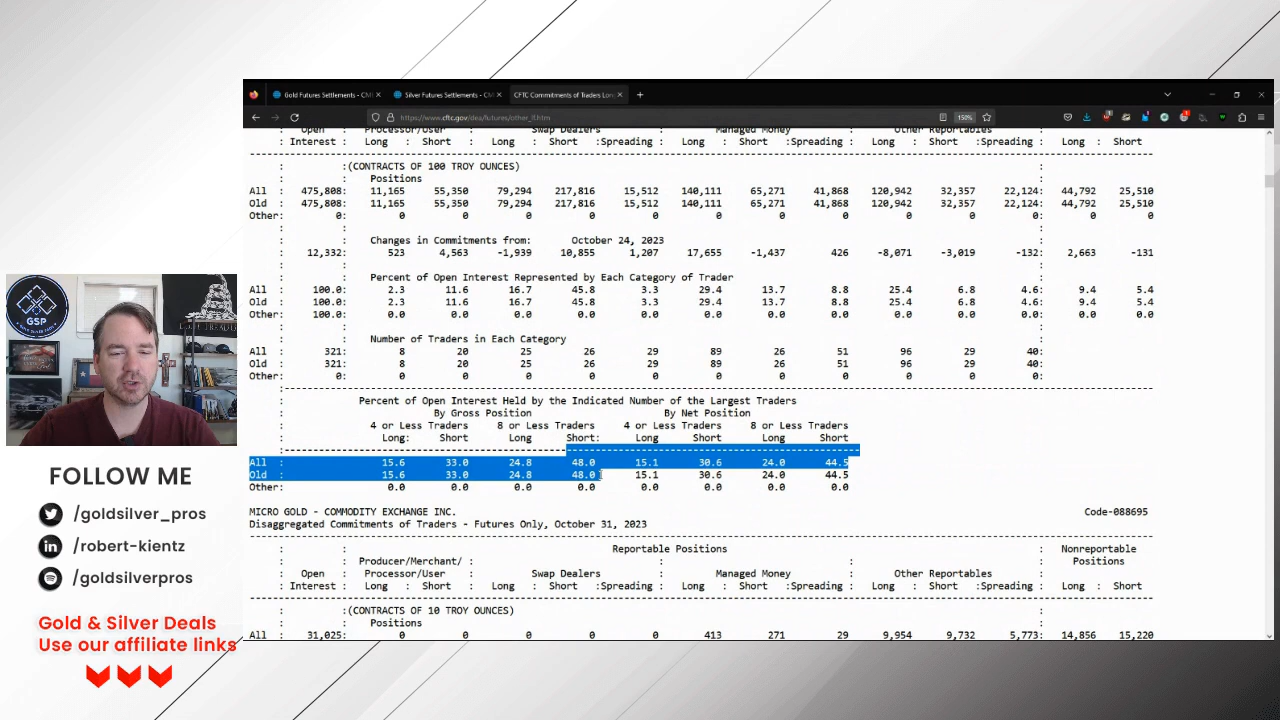 Gold Futures Settlements - CM
Silver Futures Settlements - CM
CFTC Commitments of Traders Lon
https://www.cftc.gov/dea/futures/other_lf.htm
150%
Open : Processor/User : Swap Dealers : Managed Money : Other Reportables :
: Interest : Long : Short : Long : Short :Spreading : Long : Short :Spreading : Long : Short :Spreading : Long : Short
: :(CONTRACTS OF 100 TROY OUNCES)
: : Positions
All : 475,808: 11,165 55,350 79,294 217,816 15,512 140,111 65,271 41,868 120,942 32,357 22,124: 44,792 25,510
Old : 475,808: 11,165 55,350 79,294 217,816 15,512 140,111 65,271 41,868 120,942 32,357 22,124: 44,792 25,510
Other: 0: 0 0 0 0 0 0 0 0 0 0 0: 0 0
: : Changes in Commitments from: October 24, 2023
: 12,332: 523 4,563 -1,939 10,855 1,207 17,655 -1,437 426 -8,071 -3,019 -132: 2,663 -131
: : Percent of Open Interest Represented by Each Category of Trader
All : 100.0: 2.3 11.6 16.7 45.8 3.3 29.4 13.7 8.8 25.4 6.8 4.6: 9.4 5.4
Old : 100.0: 2.3 11.6 16.7 45.8 3.3 29.4 13.7 8.8 25.4 6.8 4.6: 9.4 5.4
Other: 100.0: 0.0 0.0 0.0 0.0 0.0 0.0 0.0 0.0 0.0 0.0 0.0: 0.0 0.0
: : Number of Traders in Each Category
All : 321: 8 20 25 26 29 89 26 51 96 29 40:
Old : 321: 8 20 25 26 29 89 26 51 96 29 40:
Other: 0: 0 0 0 0 0 0 0 0 0 0 0:
: Percent of Open Interest Held by the Indicated Number of the Largest Traders
: By Gross Position By Net Position
: 4 or Less Traders 8 or Less Traders 4 or Less Traders 8 or Less Traders
: Long: Short Long Short: Long Short Long Short
All : 15.6 33.0 24.8 48.0 15.1 30.6 24.0 44.5
Old : 15.6 33.0 24.8 48.0 15.1 30.6 24.0 44.5
Other: 0.0 0.0 0.0 0.0 0.0 0.0 0.0 0.0
MICRO GOLD - COMMODITY EXCHANGE INC. Code-088695
Disaggregated Commitments of Traders - Futures Only, October 31, 2023
: : Reportable Positions : Nonreportable
: : Producer/Merchant/ : : : : Positions
: Open : Processor/User : Swap Dealers : Managed Money : Other Reportables :
: Interest : Long : Short : Long : Short :Spreading : Long : Short :Spreading : Long : Short :Spreading : Long : Short
: :(CONTRACTS OF 10 TROY OUNCES)
: : Positions
All : 31,025: 0 0 0 0 0 413 271 29 9,954 9,732 5,773: 14,856 15,220
GSP
FOLLOW ME
/goldsilver_pros
/robert-kientz
/goldsilverpros
Gold & Silver Deals
Use our affiliate links